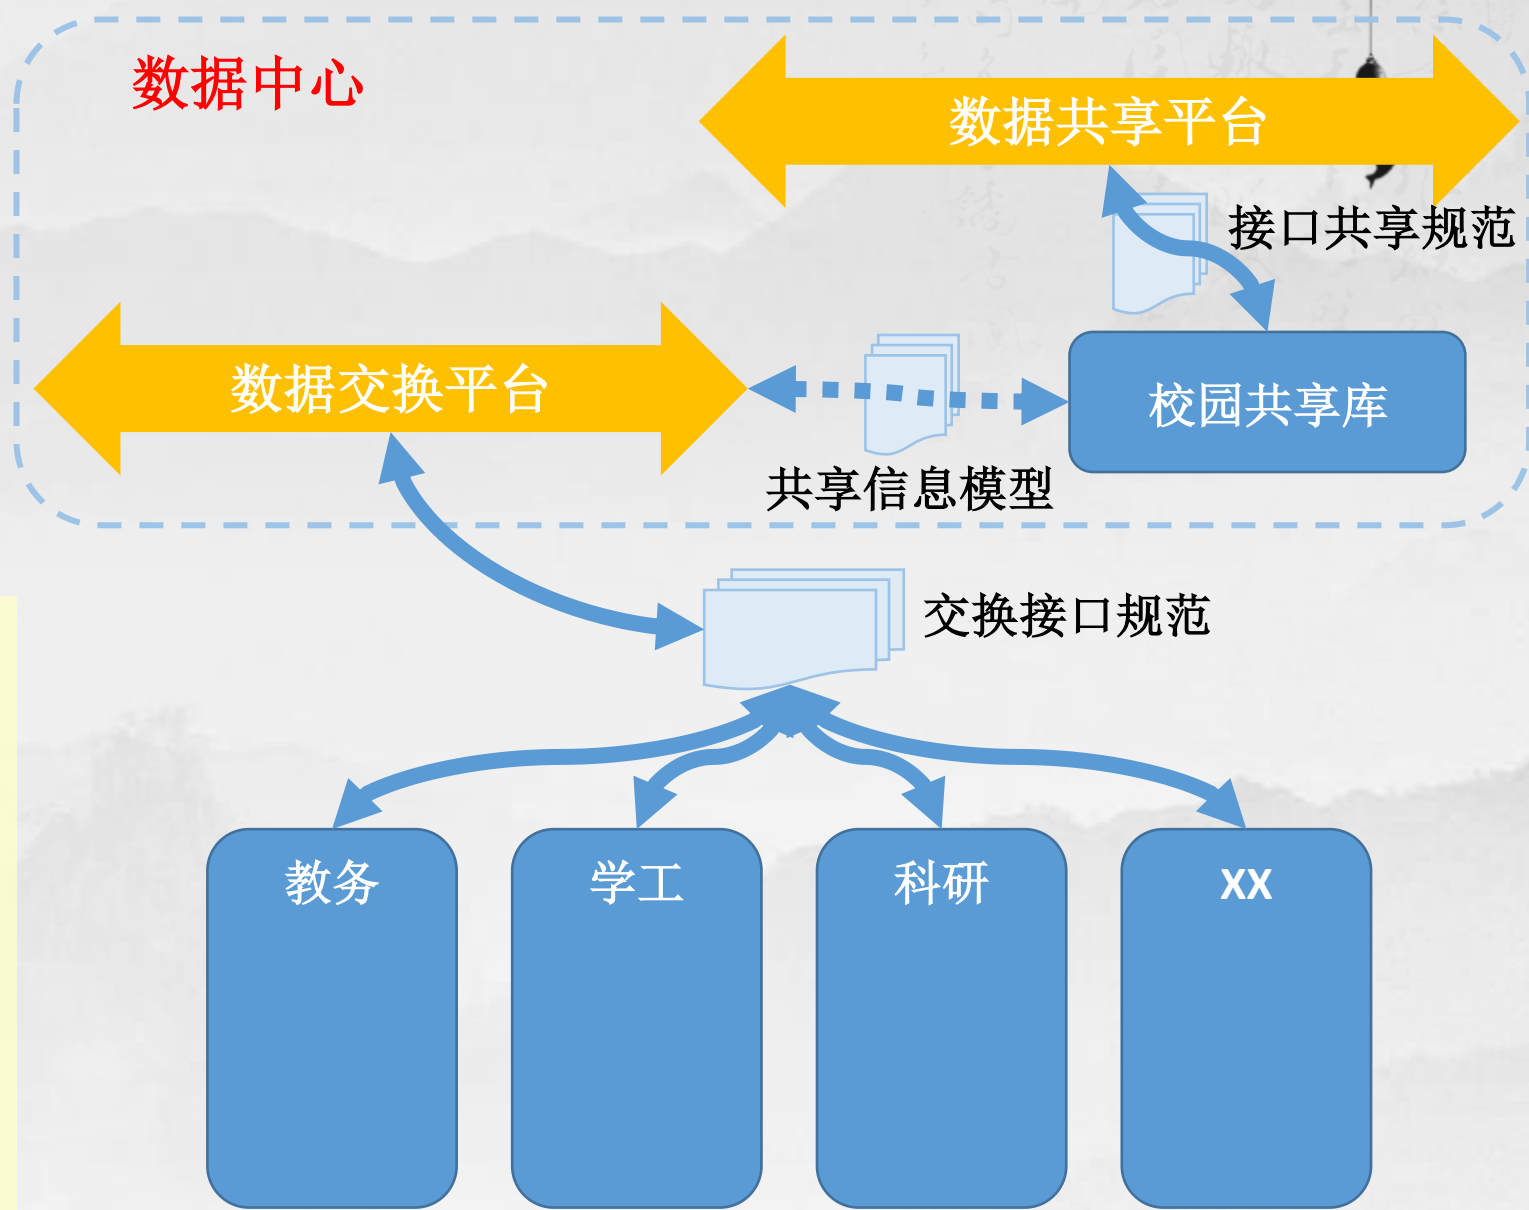 数据中心
数据共享平台
接口共享规范
数据交换平台
校园共享库
共享信息模型
交换接口规范
教务
学工
科研
XX